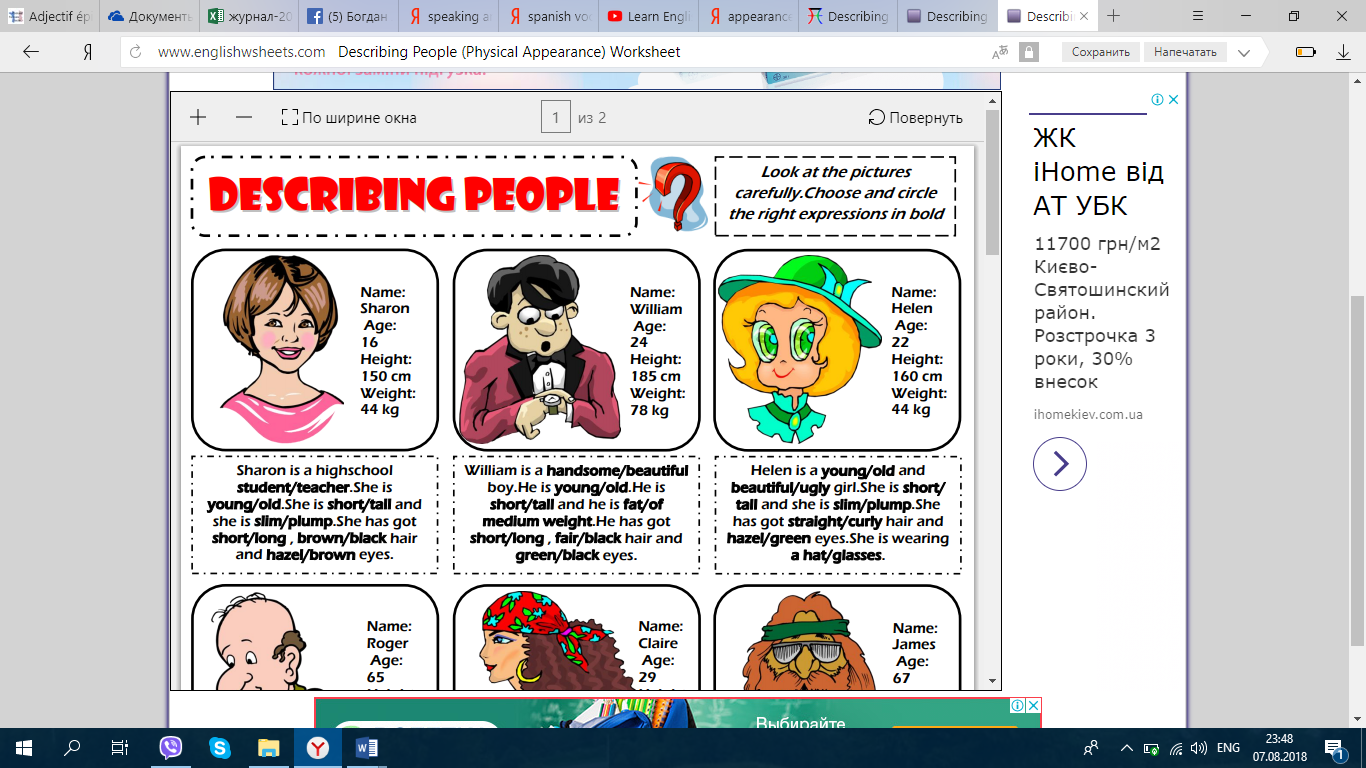 Adjectif ép
Документы
журнал-20
(5) Богдан
speaking ar
spanish voc
Learn Engli
appearance
Describing
Describing
Describi
www.englishwsheets.com Describing People (Physical Appearance) Worksheet
Сохранить
Напечатать
По ширине окна
1 из 2
Повернуть
DESCRIBING PEOPLE
?
Look at the pictures
carefully.Choose and circle
the right expressions in bold
Name:
Sharon
Age:
16
Height:
150 cm
Weight:
44 kg
Name:
William
Age:
24
Height:
185 cm
Weight:
78 kg
Name:
Helen
Age:
22
Height:
160 cm
Weight:
44 kg
Sharon is a highschool
student/teacher.She is
young/old.She is short/tall and
she is slim/plump.She has got
short/long , brown/black hair
and hazel/brown eyes.
William is a handsome/beautiful
boy.He is young/old.He is
short/tall and he is fat/of
medium weight.He has got
short/long , fair/black hair and
green/black eyes.
Helen is a young/old and
beautiful/ugly girl.She is short/
tall and she is slim/plump.She
has got straight/curly hair and
hazel/green eyes.She is wearing
a hat/glasses.
Name:
Roger
Age:
65
Name:
Claire
Age:
29
Name:
James
Age:
67
ЖК
iHome від
АТ УБК
11700 грн/м2
Києво-
Святошинский
район.
Розстрочка 3
роки, 30%
внесок
ihomekiev.com.ua
Выбирайте
ENG
23:48
07.08.2018
1